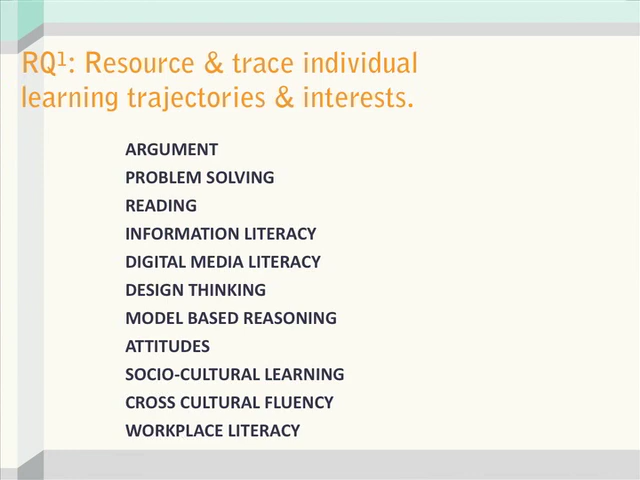 RQ¹: Resource & trace individual
learning trajectories & interests.
ARGUMENT
PROBLEM SOLVING
READING
INFORMATION LITERACY
DIGITAL MEDIA LITERACY
DESIGN THINKING
MODEL BASED REASONING
ATTITUDES
SOCIO-CULTURAL LEARNING
CROSS CULTURAL FLUENCY
WORKPLACE LITERACY